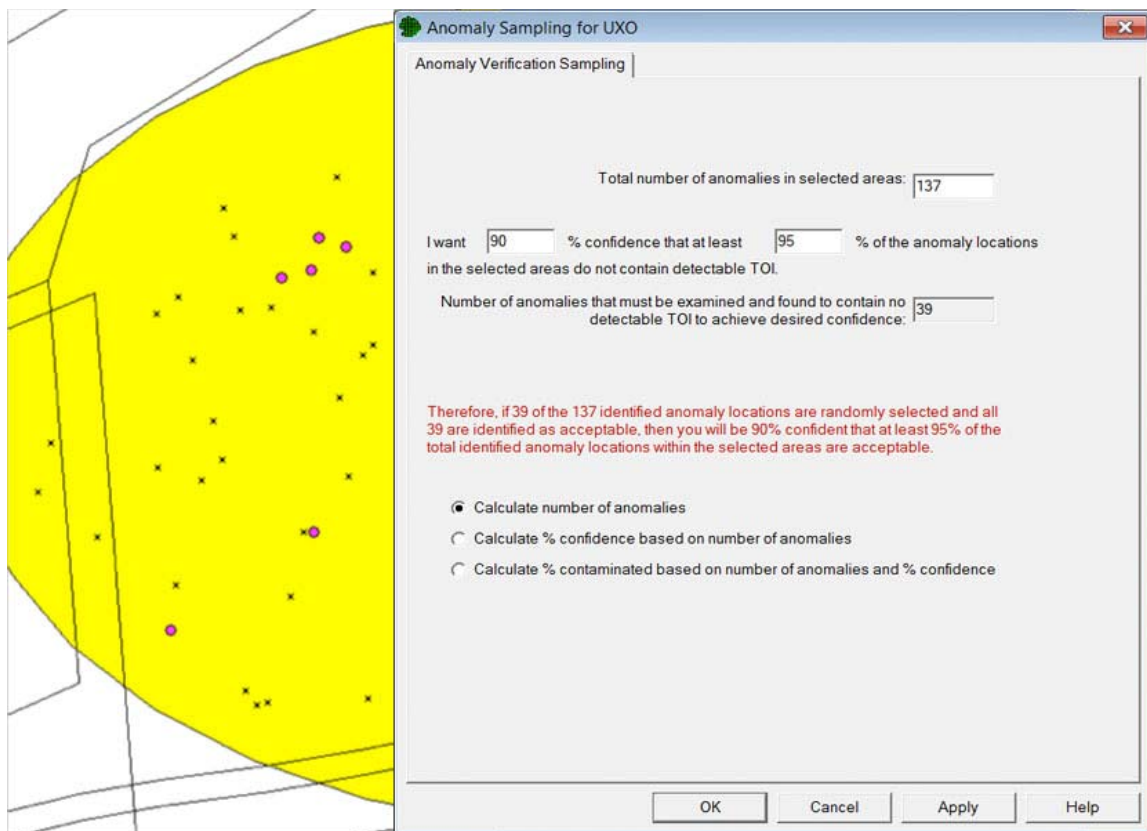 Anomaly Sampling for UXO
Anomaly Verification Sampling
Total number of anomalies in selected areas: 137
I want 90 % confidence that at least 95 % of the anomaly locations
in the selected areas do not contain detectable TOI.
Number of anomalies that must be examined and found to contain no
detectable TOI to achieve desired confidence: 39
Therefore, if 39 of the 137 identified anomaly locations are randomly selected and all
39 are identified as acceptable, then you will be 90% confident that at least 95% of the
total identified anomaly locations within the selected areas are acceptable.
Calculate number of anomalies
Calculate % confidence based on number of anomalies
Calculate % contaminated based on number of anomalies and % confidence
OK Cancel Apply Help